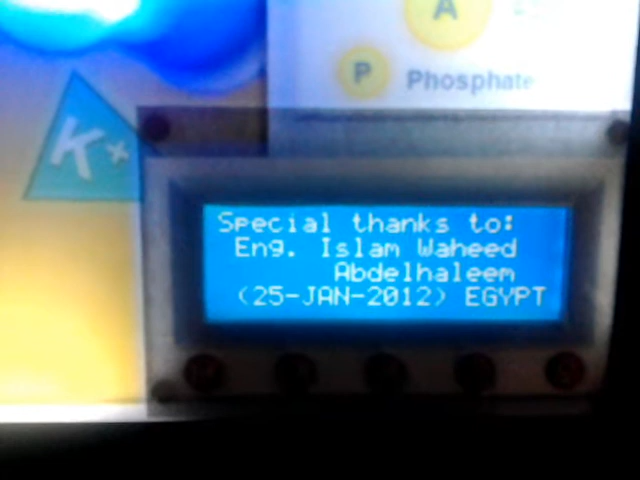 A
P Phosphate
K+
Special thanks to:
Eng. Islam Waheed
Abdelhaleem
(25-JAN-2012) EGYPT